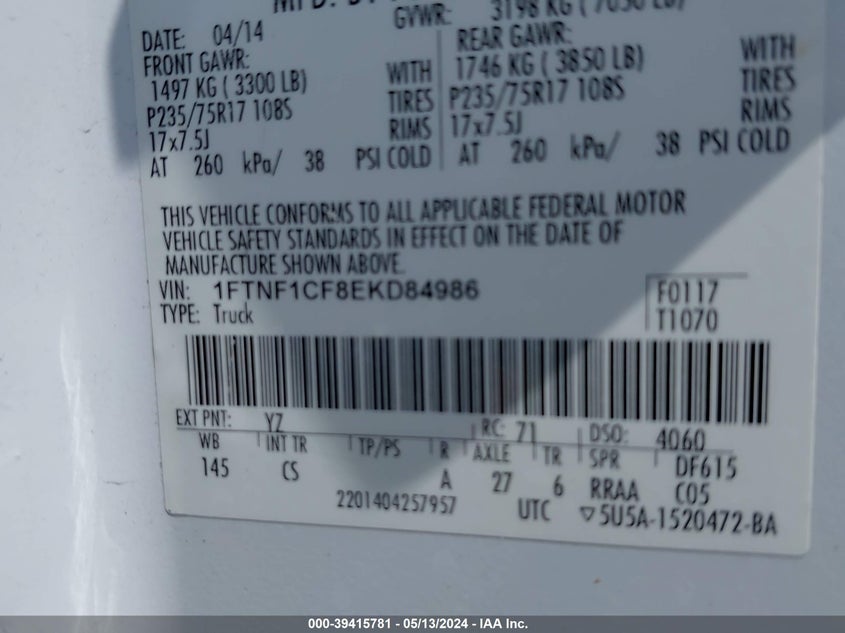 GVWR: 3198 KG ( 7050 LB)
DATE: 04/14
FRONT GAWR:
1497 KG ( 3300 LB) WITH
P235/75R17 108S TIRES
17x7.5J RIMS
AT 260 kPa/ 38 PSI COLD
REAR GAWR:
1746 KG ( 3850 LB) WITH
P235/75R17 108S TIRES
17x7.5J RIMS
AT 260 kPa/ 38 PSI COLD
THIS VEHICLE CONFORMS TO ALL APPLICABLE FEDERAL MOTOR
VEHICLE SAFETY STANDARDS IN EFFECT ON THE DATE OF
MANUFACTURE SHOWN ABOVE.
VIN: 1FTNF1CF8EKD84986 F0117
TYPE: Truck T1070
EXT PNT: YZ RC: 71 DSO: 4060
WB INT TR TP/PS R AXLE TR SPR DF615
145 CS A 27 6 RRAA C05
2201404257957 UTC ▽5U5A-1520472-BA
000-39415781 - 05/13/2024 - IAA Inc.